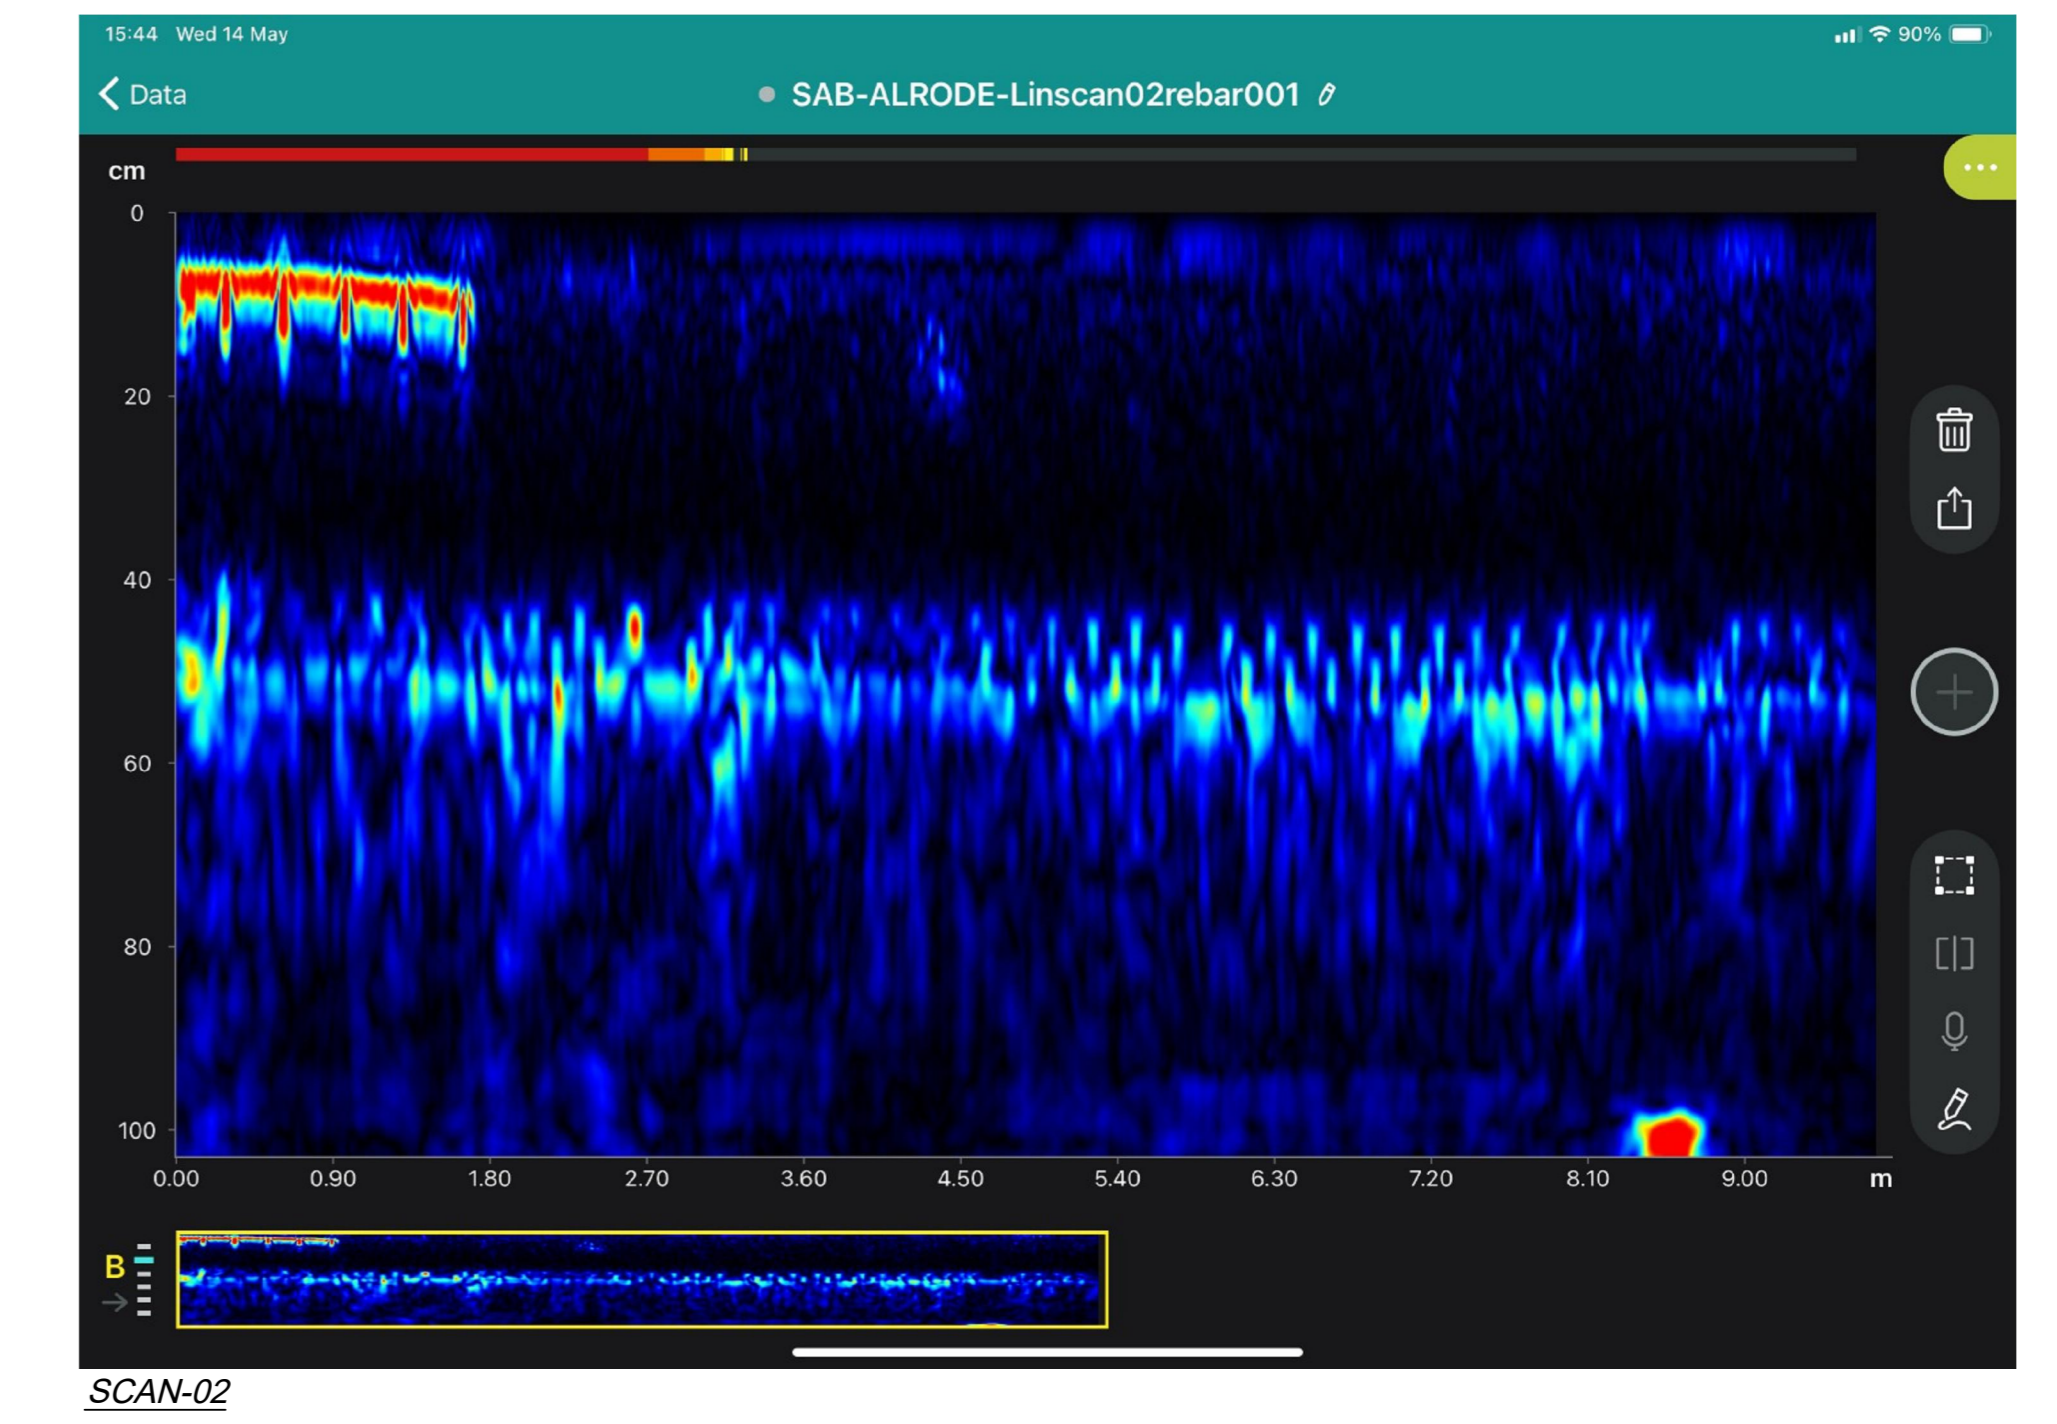 15:44 Wed 14 May 90%
Data
SAB-ALRODE-Linscan02rebar001
cm
0
20
40
60
80
100
0.00 0.90 1.80 2.70 3.60 4.50 5.40 6.30 7.20 8.10 9.00 m
B
SCAN-02